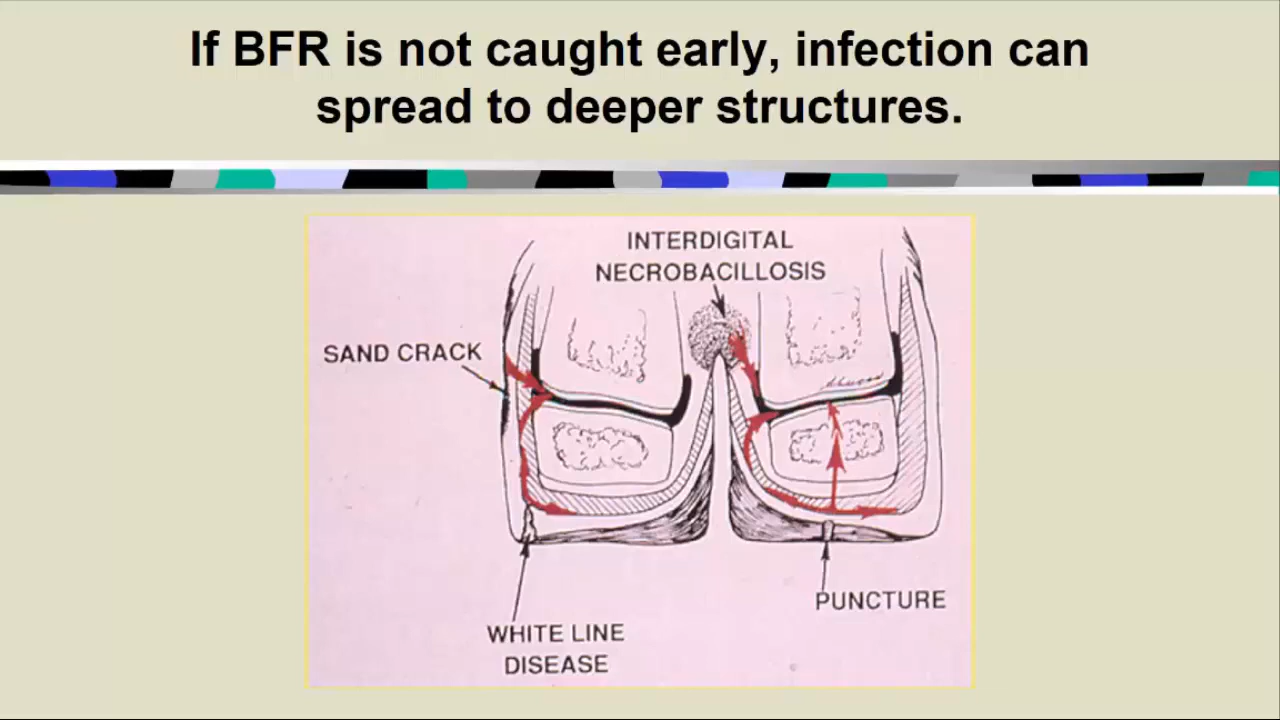 If BFR is not caught early, infection can
spread to deeper structures.
INTERDIGITAL
NECROBACILLOSIS
SAND CRACK
PUNCTURE
WHITE LINE
DISEASE